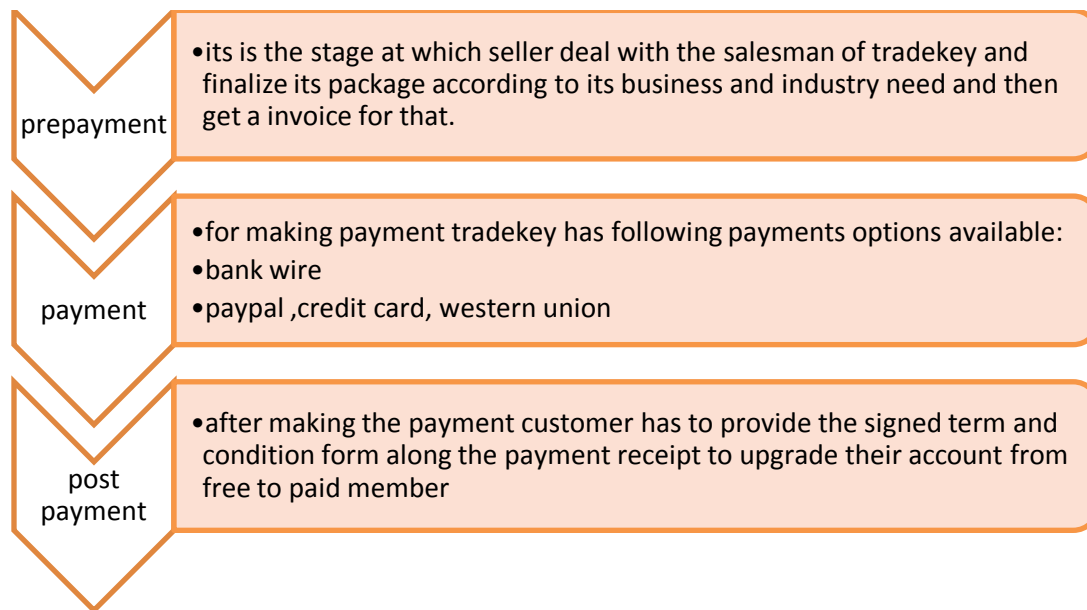 prepayment
•its is the stage at which seller deal with the salesman of tradekey and
finalize its package according to its business and industry need and then
get a invoice for that.
payment
•for making payment tradekey has following payments options available:
•bank wire
•paypal ,credit card, western union
post
payment
•after making the payment customer has to provide the signed term and
condition form along the payment receipt to upgrade their account from
free to paid member